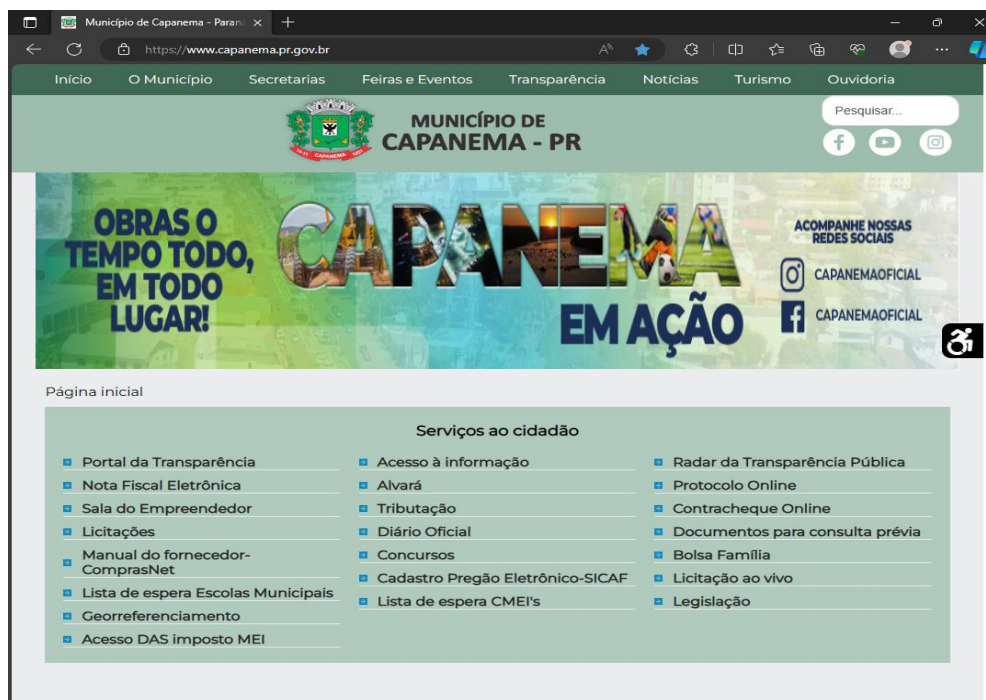 Município de Capanema - Paran
https://www.capanema.pr.gov.br
Início O Município Secretarias Feiras e Eventos Transparência Notícias Turismo Ouvidoria
MUNICÍPIO DE
CAPANEMA - PR
Pesquisar...
OBRAS O
TEMPO TODO,
EM TODO
LUGAR!
CAPANEMA
EM AÇÃO
ACOMPANHE NOSSAS
REDES SOCIAIS
CAPANEMAOFICIAL
CAPANEMAOFICIAL
Página inicial
Serviços ao cidadão
Portal da Transparência
Nota Fiscal Eletrônica
Sala do Empreendedor
Licitações
Manual do fornecedor-
ComprasNet
Lista de espera Escolas Municipais
Georreferenciamento
Acesso DAS imposto MEI
Acesso à informação
Alvará
Tributação
Diário Oficial
Concursos
Cadastro Pregão Eletrônico-SICAF
Lista de espera CMEI's
Radar da Transparência Pública
Protocolo Online
Contracheque Online
Documentos para consulta prévia
Bolsa Família
Licitação ao vivo
Legislação